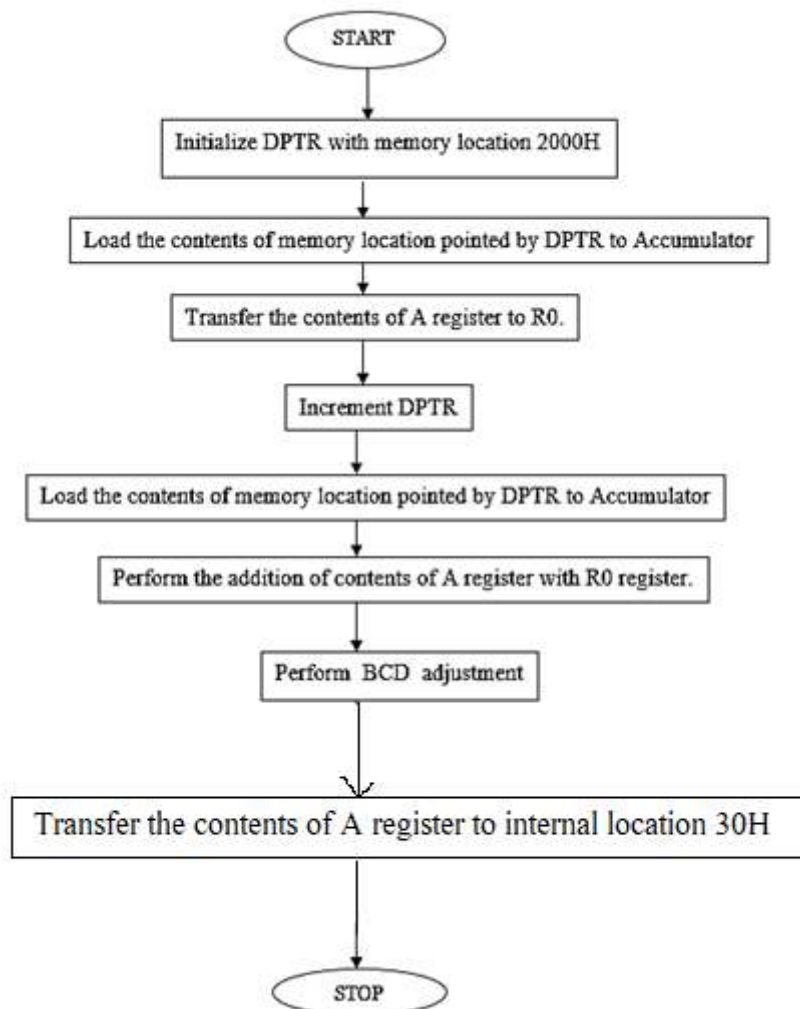 START
Initialize DPTR with memory location 2000H
Load the contents of memory location pointed by DPTR to Accumulator
Transfer the contents of A register to R0.
Increment DPTR
Load the contents of memory location pointed by DPTR to Accumulator
Perform the addition of contents of A register with R0 register.
Perform BCD adjustment
Transfer the contents of A register to internal location 30H
STOP